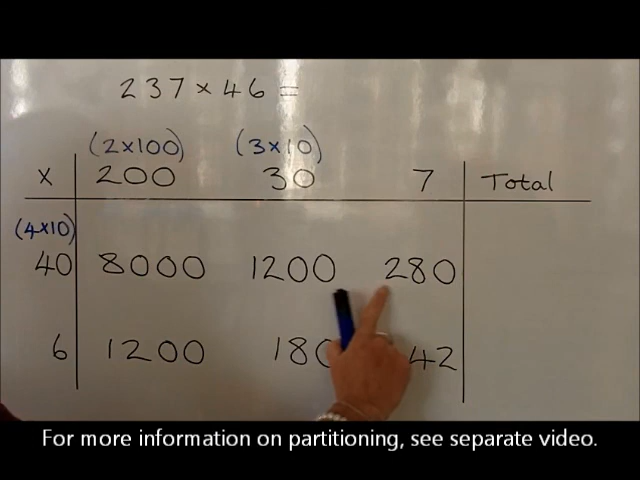 237 × 46 =
(2×100) (3×10)
× 200 30 7 Total
(4×10)
40 8000 1200 280
6 1200 180 42
For more information on partitioning, see separate video.